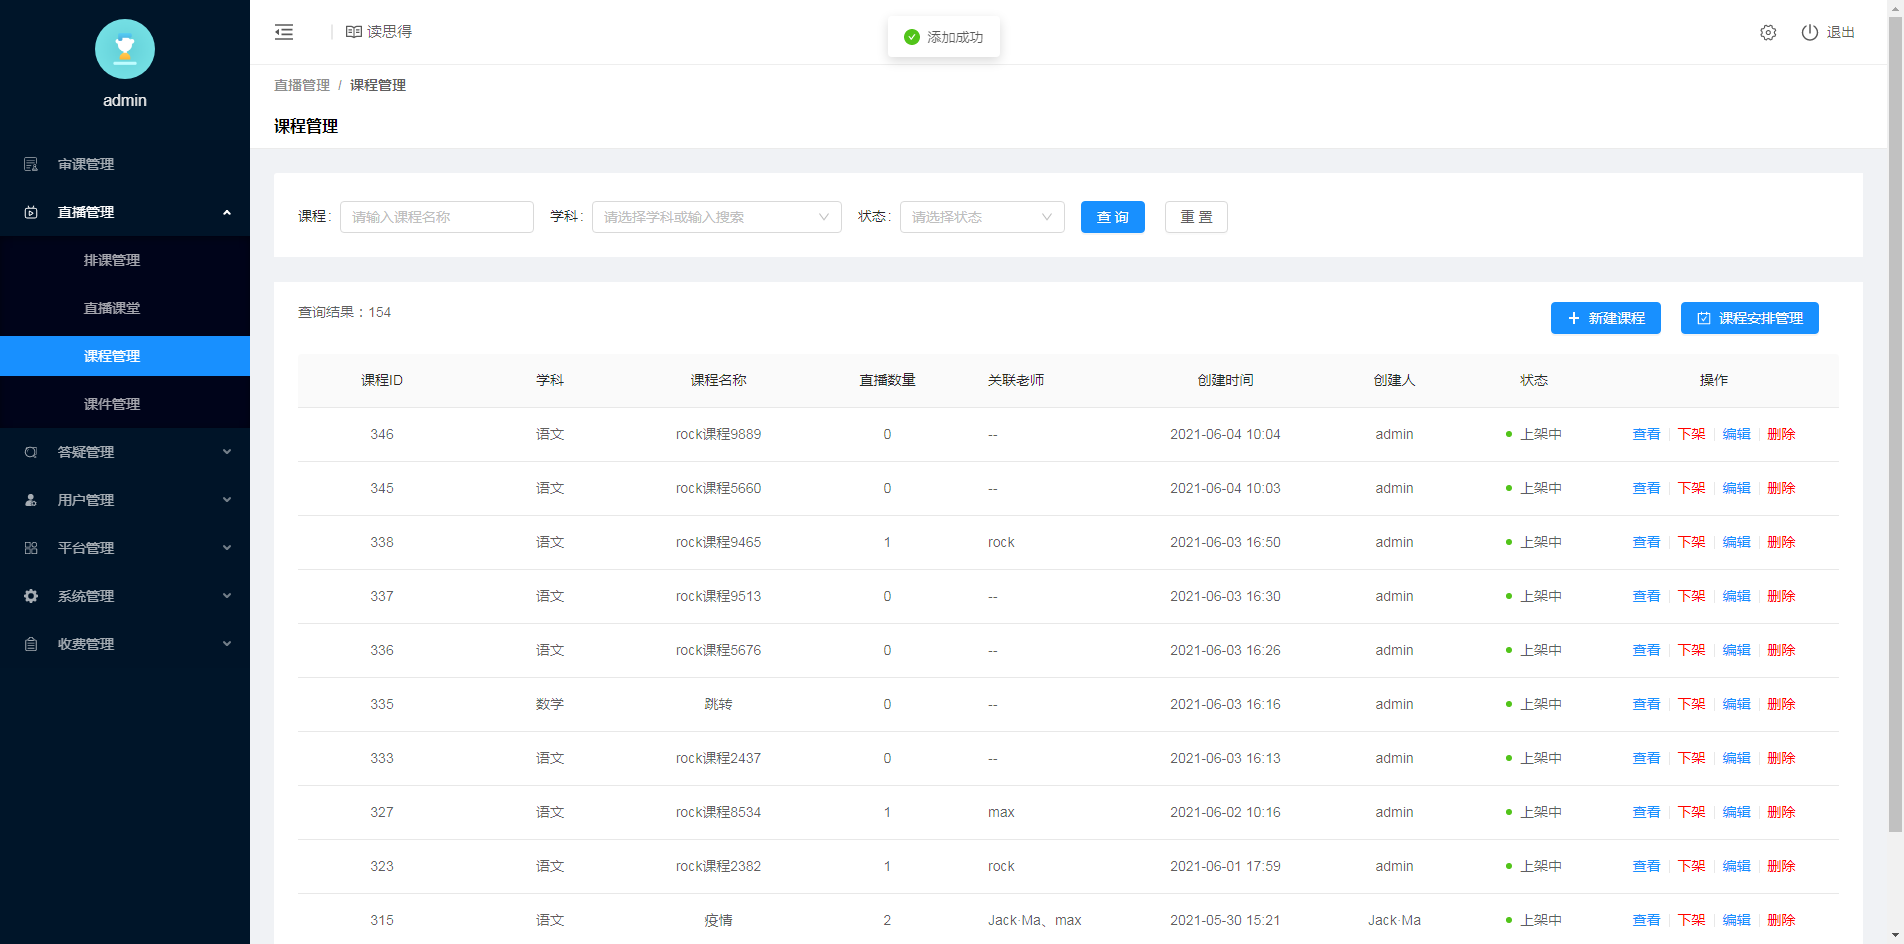 admin
审课管理
直播管理
排课管理
直播课堂
课程管理
课件管理
答疑管理
用户管理
平台管理
系统管理
收费管理
读思得
添加成功
退出
直播管理 / 课程管理
课程管理
课程: 请输入课程名称 学科: 请选择学科或输入搜索 状态: 请选择状态 查 询 重 置
查询结果：154
新建课程 课程安排管理
课程ID 学科 课程名称 直播数量 关联老师 创建时间 创建人 状态 操作
346 语文 rock课程9889 0 -- 2021-06-04 10:04 admin 上架中 查看 下架 编辑 删除
345 语文 rock课程5660 0 -- 2021-06-04 10:03 admin 上架中 查看 下架 编辑 删除
338 语文 rock课程9465 1 rock 2021-06-03 16:50 admin 上架中 查看 下架 编辑 删除
337 语文 rock课程9513 0 -- 2021-06-03 16:30 admin 上架中 查看 下架 编辑 删除
336 语文 rock课程5676 0 -- 2021-06-03 16:26 admin 上架中 查看 下架 编辑 删除
335 数学 跳转 0 -- 2021-06-03 16:16 admin 上架中 查看 下架 编辑 删除
333 语文 rock课程2437 0 -- 2021-06-03 16:13 admin 上架中 查看 下架 编辑 删除
327 语文 rock课程8534 1 max 2021-06-02 10:16 admin 上架中 查看 下架 编辑 删除
323 语文 rock课程2382 1 rock 2021-06-01 17:59 admin 上架中 查看 下架 编辑 删除
315 语文 疫情 2 Jack·Ma、max 2021-05-30 15:21 Jack·Ma 上架中 查看 下架 编辑 删除